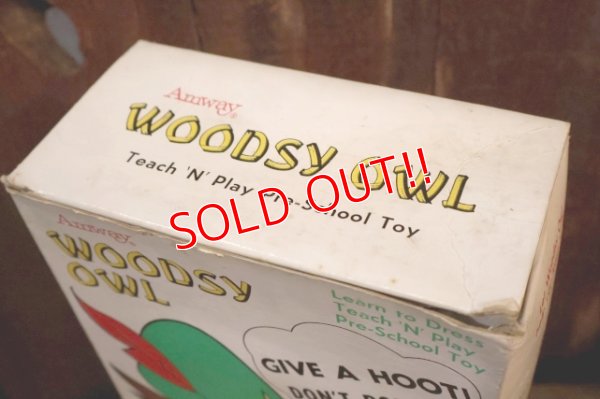 Amway®
WOODSY OWL
Teach 'N' Play Pre-School Toy
SOLD OUT!!
Amway
WOODSY
OWL
Learn to Dress
Teach 'N' Play
Pre-School Toy
GIVE A HOOT!
DON'T